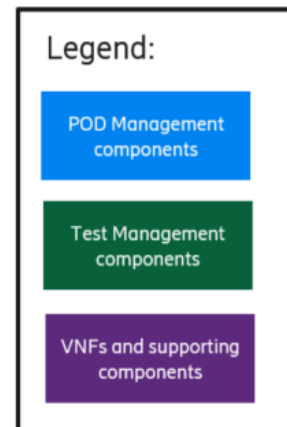 Legend:
POD Management
components
Test Management
components
VNFs and supporting
components